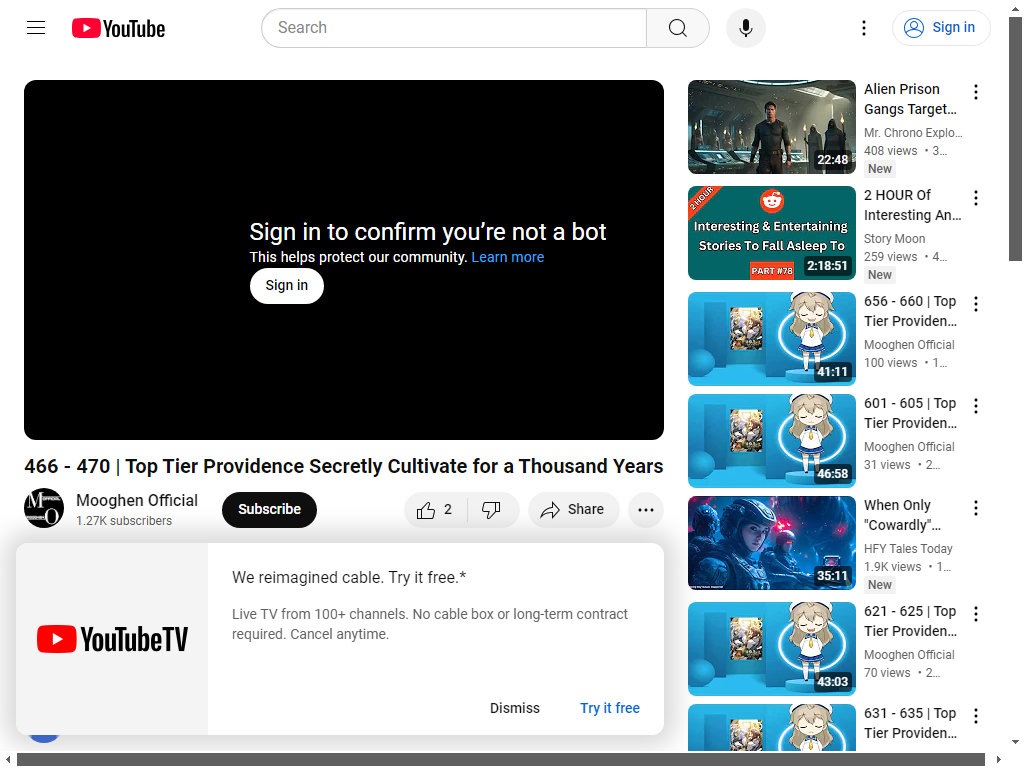 YouTube
Search
Sign in
Sign in to confirm you’re not a bot
This helps protect our community. Learn more
Sign in
466 - 470 | Top Tier Providence Secretly Cultivate for a Thousand Years
Mooghen Official
1.27K subscribers
Subscribe
2
Share
We reimagined cable. Try it free.*
Live TV from 100+ channels. No cable box or long-term contract
required. Cancel anytime.
YouTubeTV
Dismiss
Try it free
22:48
Alien Prison
Gangs Target…
Mr. Chrono Explo…
408 views • 3…
New
2 HOUR
Interesting & Entertaining
Stories To Fall Asleep To
PART #78
2:18:51
2 HOUR Of
Interesting An…
Story Moon
259 views • 4…
New
41:11
656 - 660 | Top
Tier Providen…
Mooghen Official
100 views • 1…
46:58
601 - 605 | Top
Tier Providen…
Mooghen Official
31 views • 2…
35:11
When Only
"Cowardly"…
HFY Tales Today
1.9K views • 1…
New
43:03
621 - 625 | Top
Tier Providen…
Mooghen Official
70 views • 2…
631 - 635 | Top
Tier Providen…